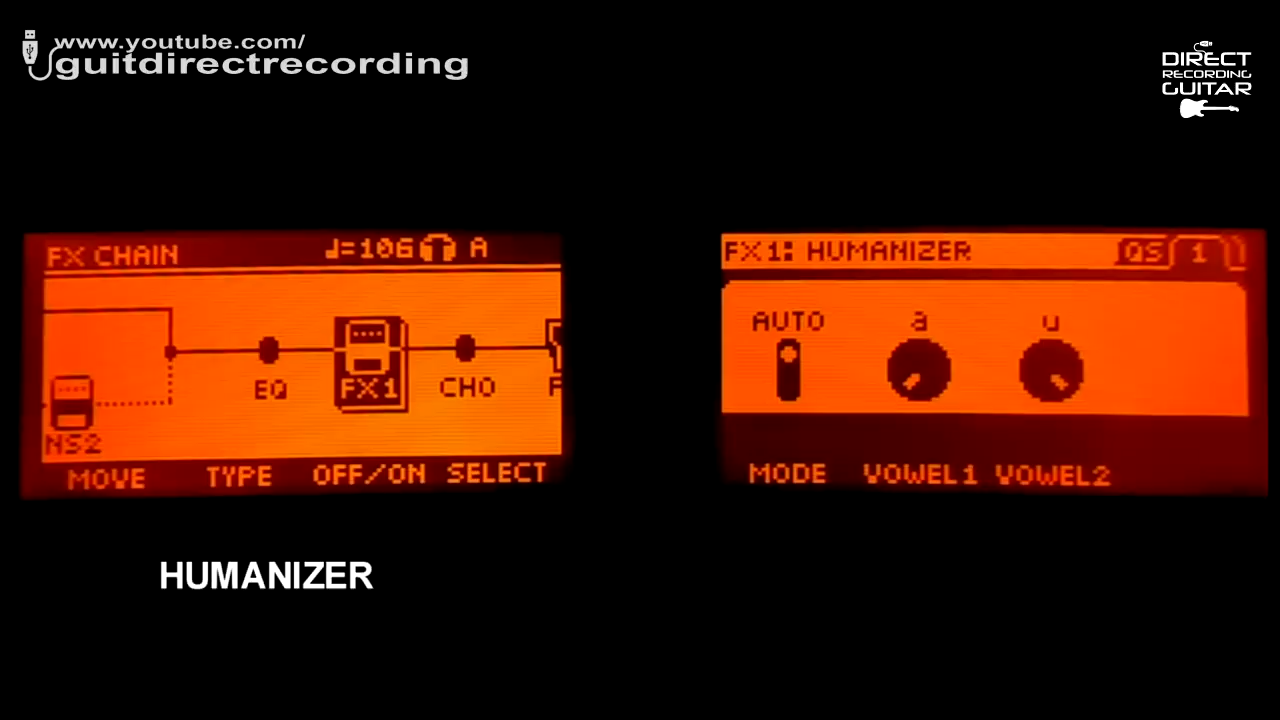 www.youtube.com/
guitdirectrecording
DIRECT
RECORDING
GUITAR
FX CHAIN ♩=106 A
EQ FX1 CHO
NS2
MOVE TYPE OFF/ON SELECT
FX1: HUMANIZER QS 1
AUTO a u
MODE VOWEL1 VOWEL2
HUMANIZER